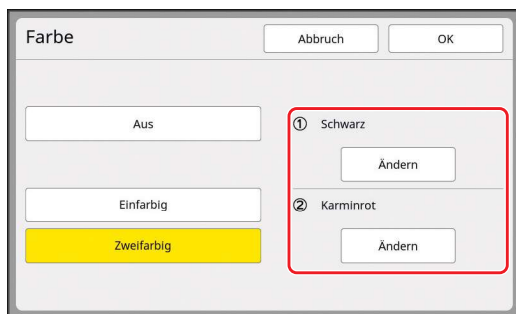 Farbe
Abbruch
OK
Aus
Einfarbig
Zweifarbig
① Schwarz
Ändern
② Karminrot
Ändern